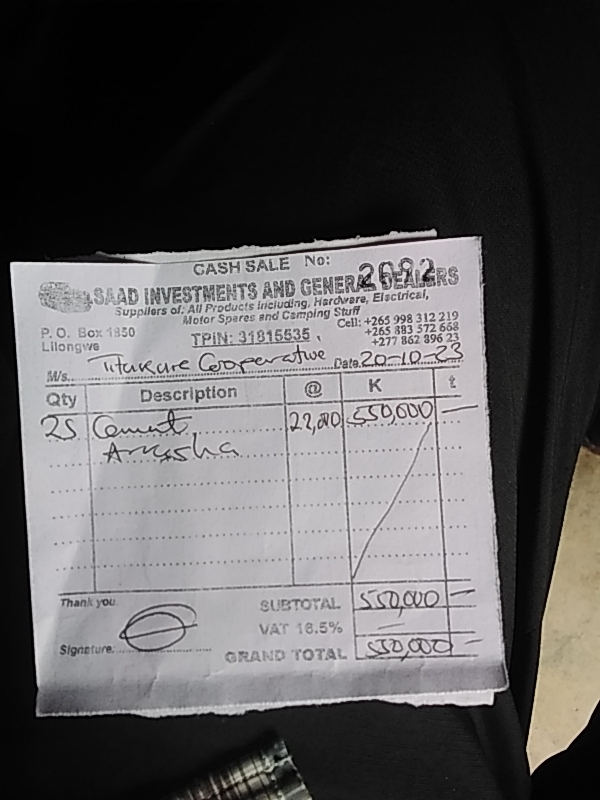 CASH SALE No: 2692
SAAD INVESTMENTS AND GENERAL DEALERS
Suppliers of: All Products Including, Hardware, Electrical,
Motor Spares and Camping Stuff
P. O. Box 1850
Lilongwe
TPIN: 31815535
Cell: +265 998 312 219
+265 883 572 668
+277 862 896 23
M/s. Titukure Cooperative Date 20-10-23
Qty Description @ K t
25 Cement 22,000 550,000 —
Thank you.
SUBTOTAL 550,000 —
VAT 16.5% —
Signature
GRAND TOTAL 550,000 —